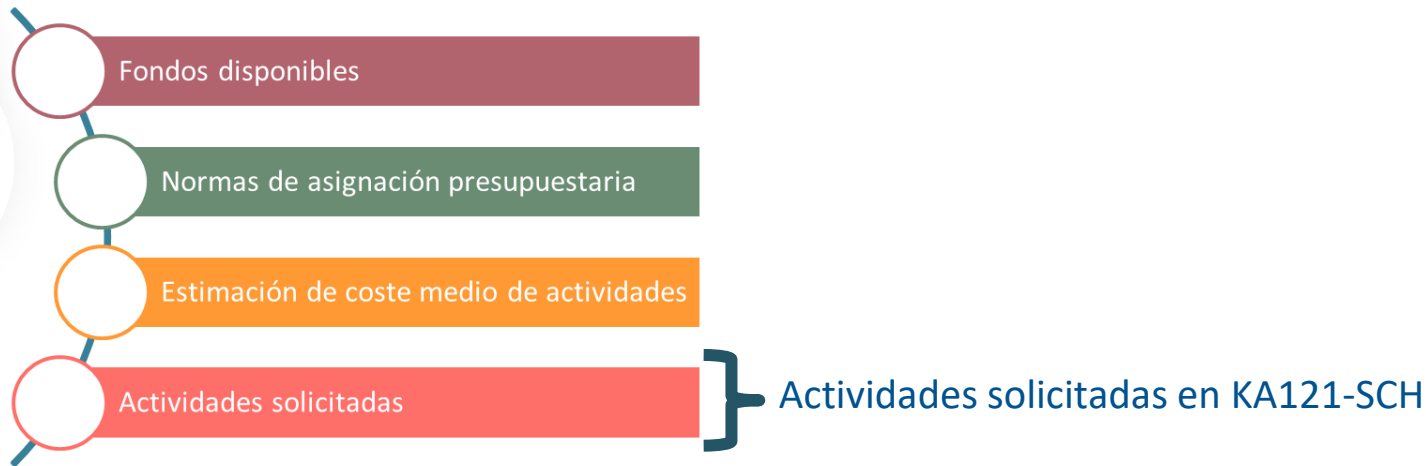 Fondos disponibles
Normas de asignación presupuestaria
Estimación de coste medio de actividades
Actividades solicitadas
Actividades solicitadas en KA121-SCH